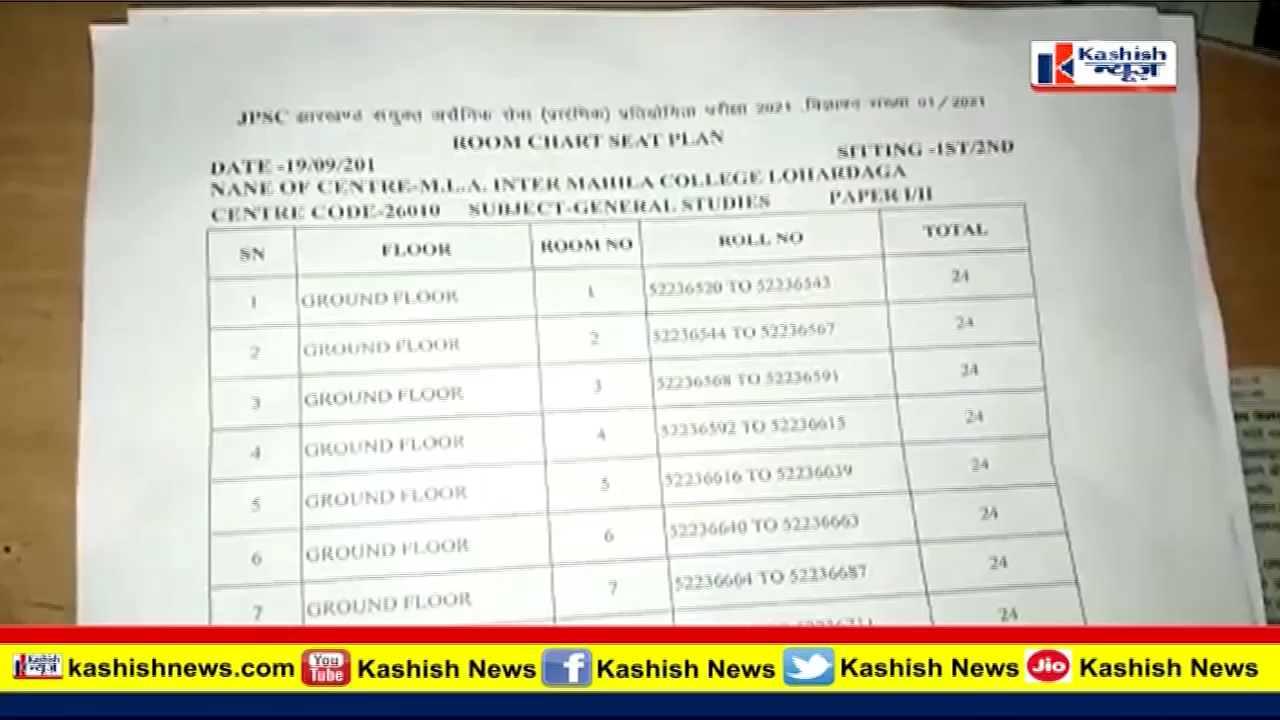 Kashish
न्यूज़
JPSC झारखण्ड संयुक्त असैनिक सेवा (प्रारंभिक) प्रतियोगिता परीक्षा 2021 विज्ञापन संख्या 01/2021
ROOM CHART SEAT PLAN
DATE -19/09/201 SITTING -1ST/2ND
NANE OF CENTRE-M.L.A. INTER MAHILA COLLEGE LOHARDAGA
CENTRE CODE-26010 SUBJECT-GENERAL STUDIES PAPER I/II
SN FLOOR ROOM NO ROLL NO TOTAL
1 GROUND FLOOR 1 52236520 TO 52236543 24
2 GROUND FLOOR 2 52236544 TO 52236567 24
3 GROUND FLOOR 3 52236568 TO 52236591 24
4 GROUND FLOOR 4 52236592 TO 52236615 24
5 GROUND FLOOR 5 52236616 TO 52236639 24
6 GROUND FLOOR 6 52236640 TO 52236663 24
7 GROUND FLOOR 7 52236664 TO 52236687 24
24
Kashish न्यूज़ kashishnews.com You Tube Kashish News f Kashish News Kashish News Jio Kashish News